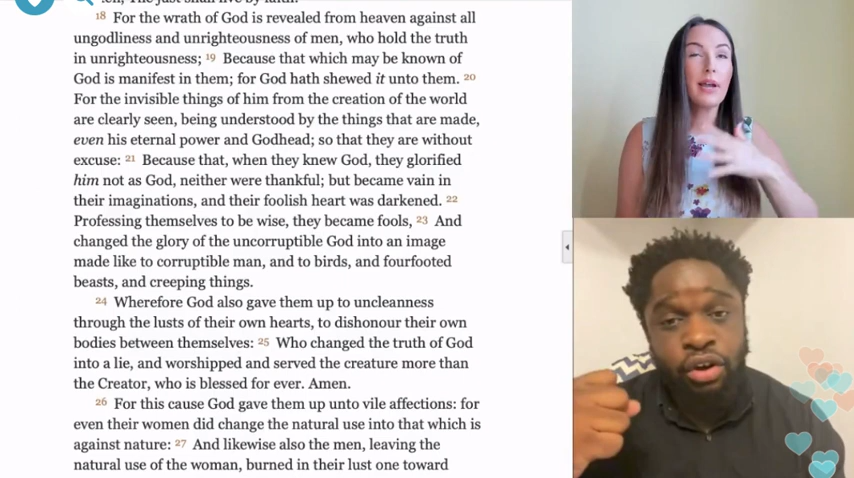 The just shall live by faith.
18 For the wrath of God is revealed from heaven against all
ungodliness and unrighteousness of men, who hold the truth
in unrighteousness; 19 Because that which may be known of
God is manifest in them; for God hath shewed it unto them. 20
For the invisible things of him from the creation of the world
are clearly seen, being understood by the things that are made,
even his eternal power and Godhead; so that they are without
excuse: 21 Because that, when they knew God, they glorified
him not as God, neither were thankful; but became vain in
their imaginations, and their foolish heart was darkened. 22
Professing themselves to be wise, they became fools, 23 And
changed the glory of the uncorruptible God into an image
made like to corruptible man, and to birds, and fourfooted
beasts, and creeping things.
24 Wherefore God also gave them up to uncleanness
through the lusts of their own hearts, to dishonour their own
bodies between themselves: 25 Who changed the truth of God
into a lie, and worshipped and served the creature more than
the Creator, who is blessed for ever. Amen.
26 For this cause God gave them up unto vile affections: for
even their women did change the natural use into that which is
against nature: 27 And likewise also the men, leaving the
natural use of the woman, burned in their lust one toward